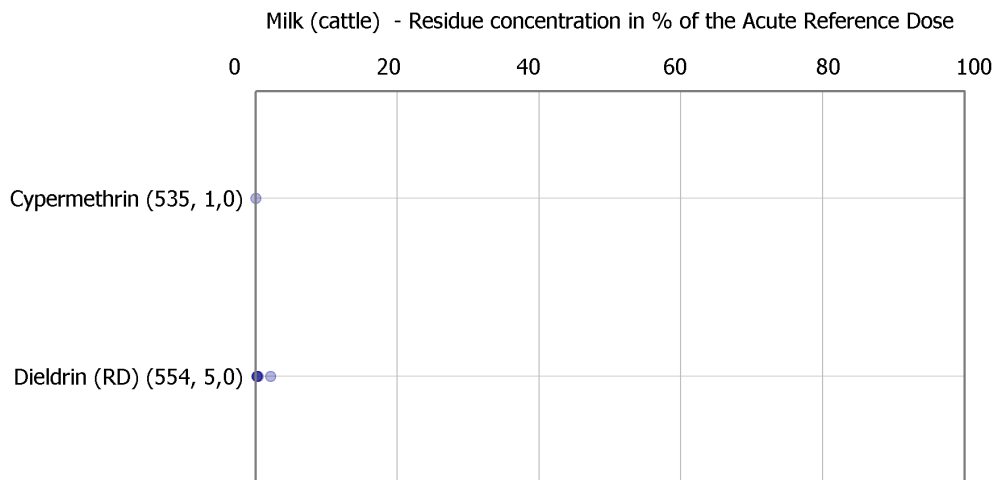 Milk (cattle)  - Residue concentration in % of the Acute Reference Dose
0 20 40 60 80 100
Cypermethrin (535, 1,0)
Dieldrin (RD) (554, 5,0)